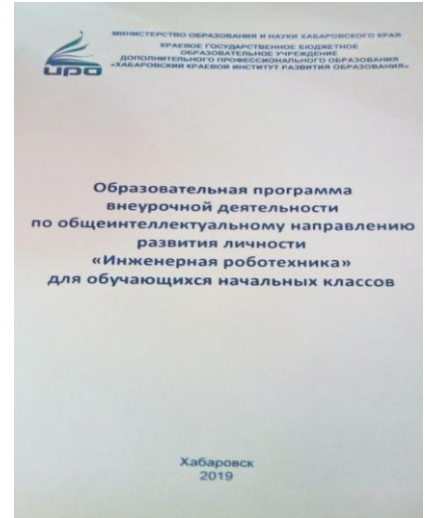 МИНИСТЕРСТВО ОБРАЗОВАНИЯ И НАУКИ ХАБАРОВСКОГО КРАЯ
КРАЕВОЕ ГОСУДАРСТВЕННОЕ БЮДЖЕТНОЕ
ОБРАЗОВАТЕЛЬНОЕ УЧРЕЖДЕНИЕ
ДОПОЛНИТЕЛЬНОГО ПРОФЕССИОНАЛЬНОГО ОБРАЗОВАНИЯ
«ХАБАРОВСКИЙ КРАЕВОЙ ИНСТИТУТ РАЗВИТИЯ ОБРАЗОВАНИЯ»
ИРО
Образовательная программа
внеурочной деятельности
по общеинтеллектуальному направлению
развития личности
«Инженерная роботехника»
для обучающихся начальных классов
Хабаровск
2019